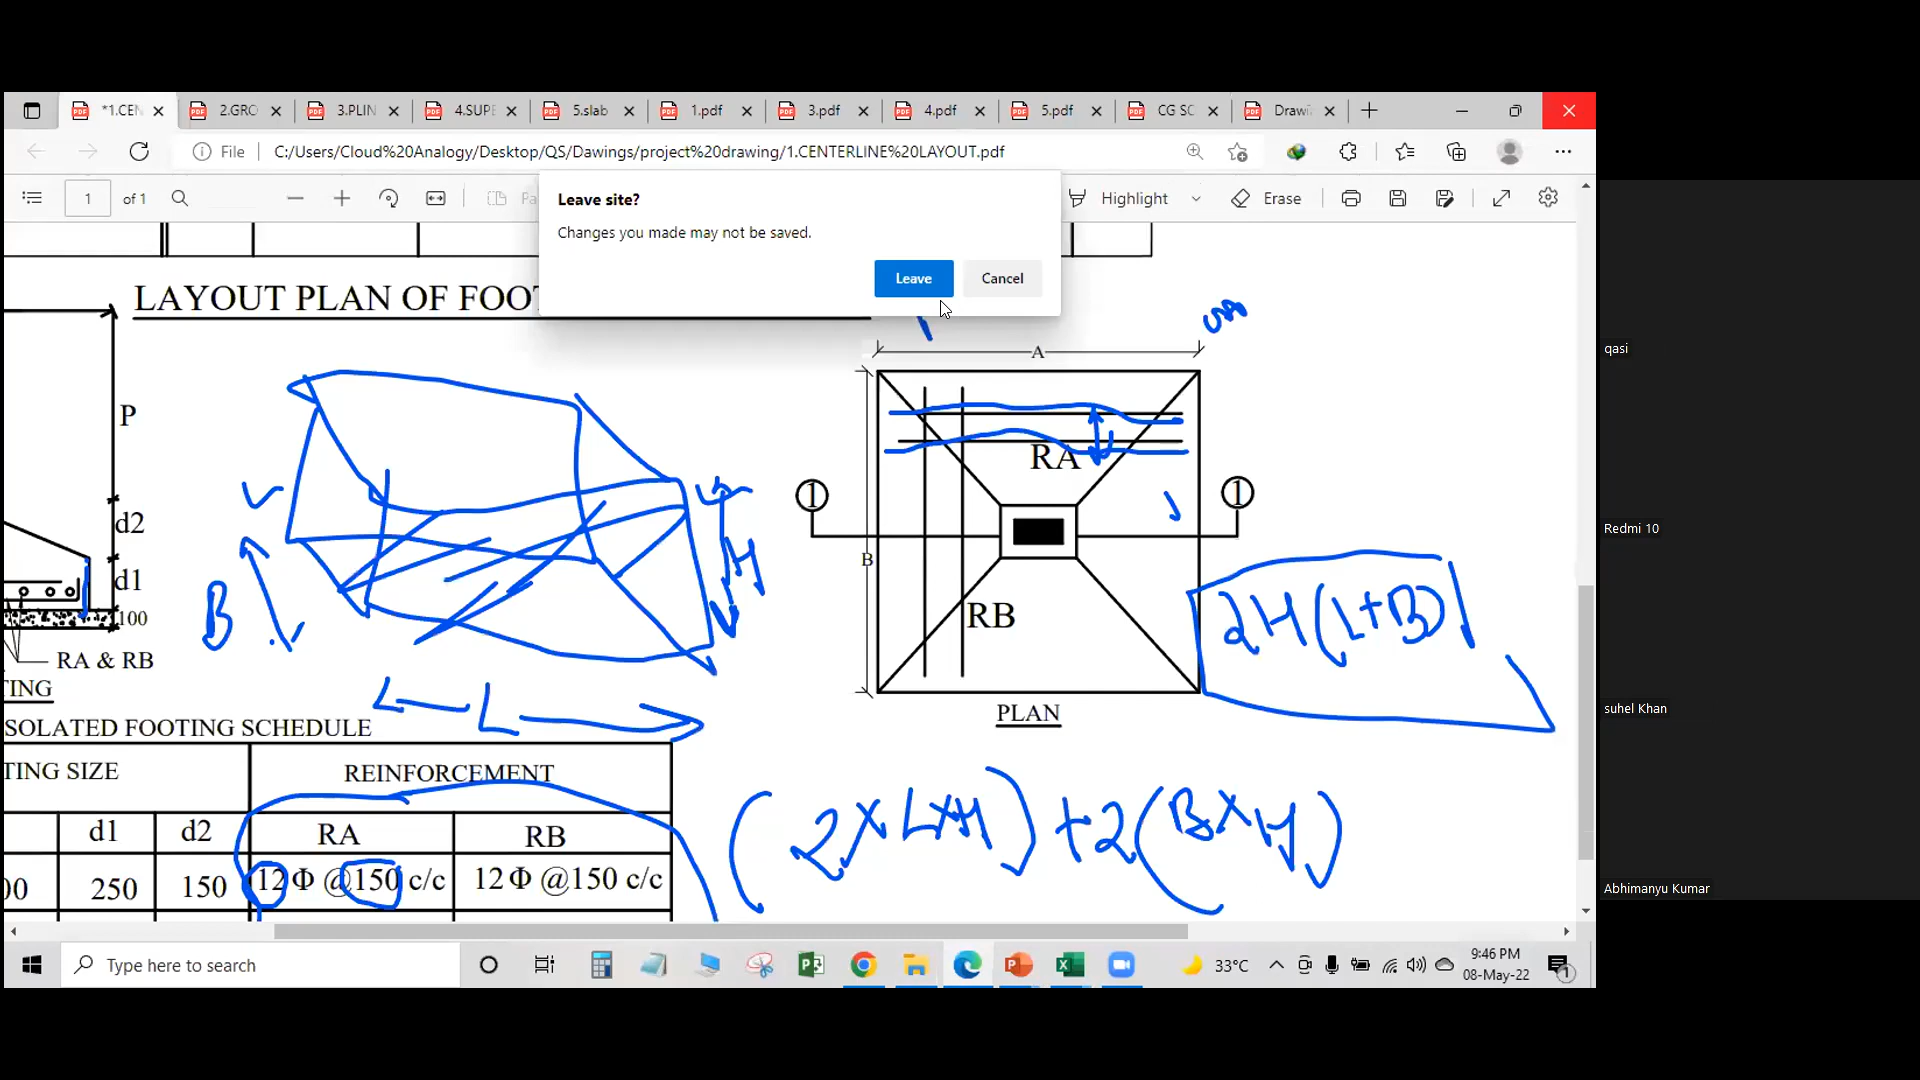 *1.CEN
2.GRO
3.PLIN
4.SUPE
5.slab
1.pdf
3.pdf
4.pdf
5.pdf
CG SC
Drawi
File
C:/Users/Cloud%20Analogy/Desktop/QS/Dawings/project%20drawing/1.CENTERLINE%20LAYOUT.pdf
1
of 1
Pa
Highlight
Erase
Leave site?
Changes you made may not be saved.
Leave
Cancel
LAYOUT PLAN OF FOOT
A
P
d2
d1
100
RA & RB
TING
B
L
H
RA
RB
1
1
B
PLAN
2H(L+B)
(2×L×H)+2(B×H)
SOLATED FOOTING SCHEDULE
TING SIZE
REINFORCEMENT
d1
d2
RA
RB
00
250
150
12Φ @150 c/c
12Φ @150 c/c
qasi
Redmi 10
suhel Khan
Abhimanyu Kumar
Type here to search
33°C
9:46 PM
08-May-22
1